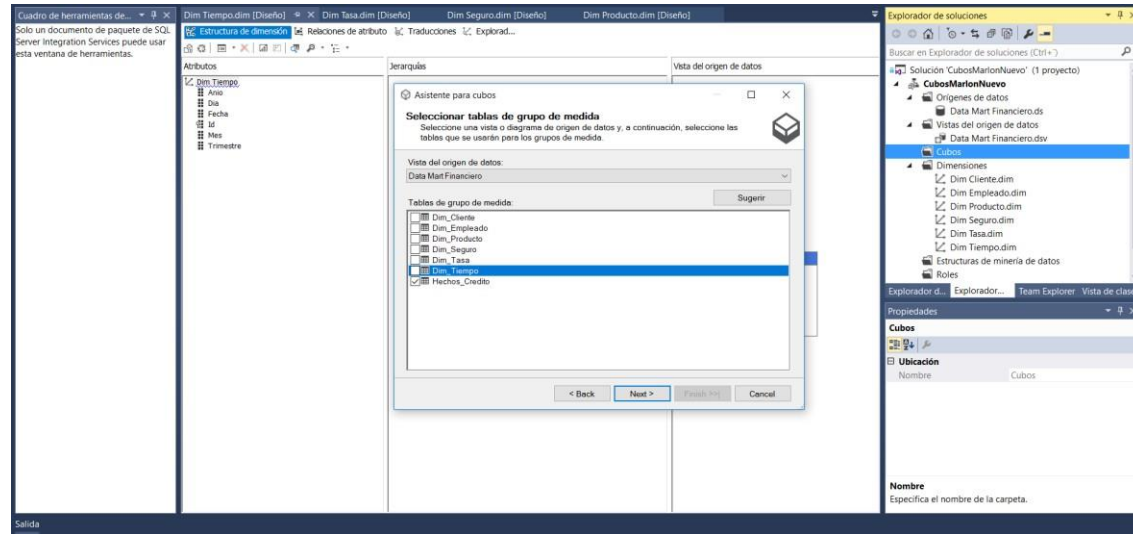 Cuadro de herramientas de...
Solo un documento de paquete de SQL
Server Integration Services puede usar
esta ventana de herramientas.
Dim Tiempo.dim [Diseño]
Dim Tasa.dim [Diseño]
Dim Seguro.dim [Diseño]
Dim Producto.dim [Diseño]
Estructura de dimensión
Relaciones de atributo
Traducciones
Explorad...
Atributos
Dim Tiempo
Anio
Dia
Fecha
Id
Mes
Trimestre
Jerarquías
Vista del origen de datos
Asistente para cubos
Seleccionar tablas de grupo de medida
Seleccione una vista o diagrama de origen de datos y, a continuación, seleccione las
tablas que se usarán para los grupos de medida.
Vista del origen de datos:
Data Mart Financiero
Sugerir
Tablas de grupo de medida:
Dim_Cliente
Dim_Empleado
Dim_Producto
Dim_Seguro
Dim_Tasa
Dim_Tiempo
Hechos_Credito
< Back
Next >
Finish >>|
Cancel
Explorador de soluciones
Buscar en Explorador de soluciones (Ctrl+')
Solución 'CubosMarlonNuevo' (1 proyecto)
CubosMarlonNuevo
Orígenes de datos
Data Mart Financiero.ds
Vistas del origen de datos
Data Mart Financiero.dsv
Cubos
Dimensiones
Dim Cliente.dim
Dim Empleado.dim
Dim Producto.dim
Dim Seguro.dim
Dim Tasa.dim
Dim Tiempo.dim
Estructuras de minería de datos
Roles
Explorador d...
Explorador...
Team Explorer
Vista de clase
Propiedades
Cubos
Ubicación
Nombre
Cubos
Nombre
Especifica el nombre de la carpeta.
Salida